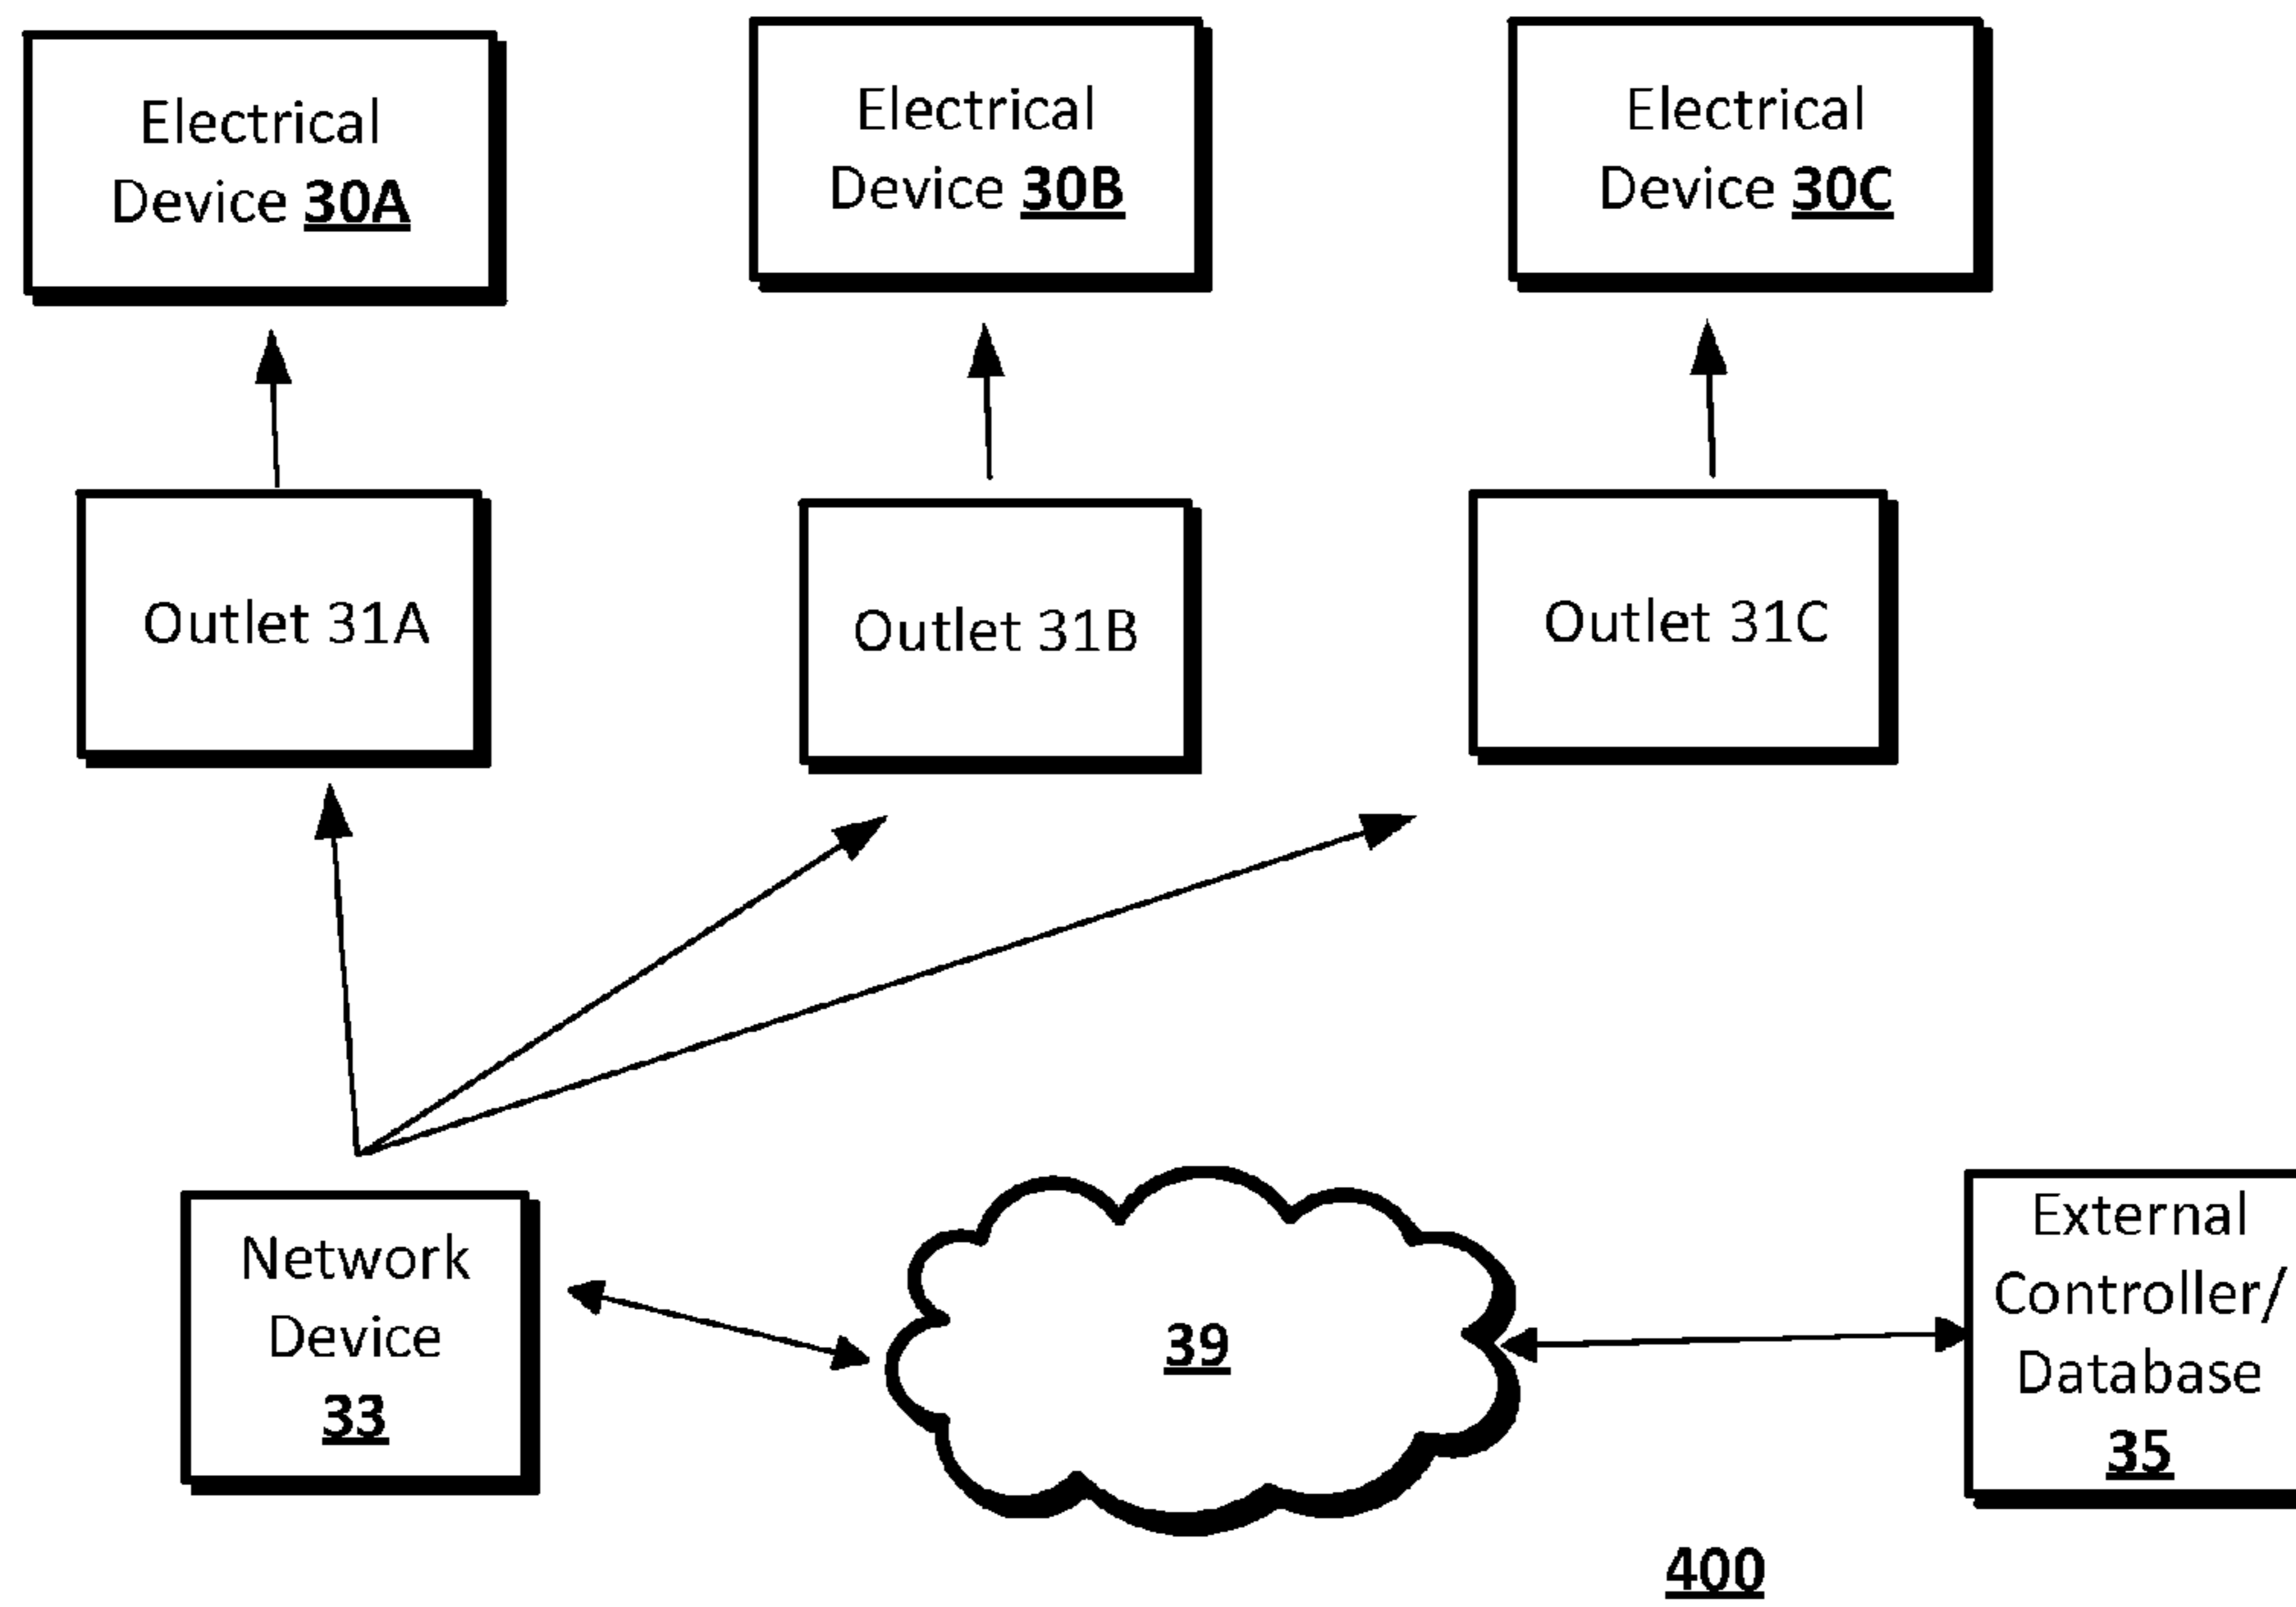 Electrical
Device 30A
Electrical
Device 30B
Electrical
Device 30C
Outlet 31A
Outlet 31B
Outlet 31C
Network
Device
33
39
External
Controller/
Database
35
400